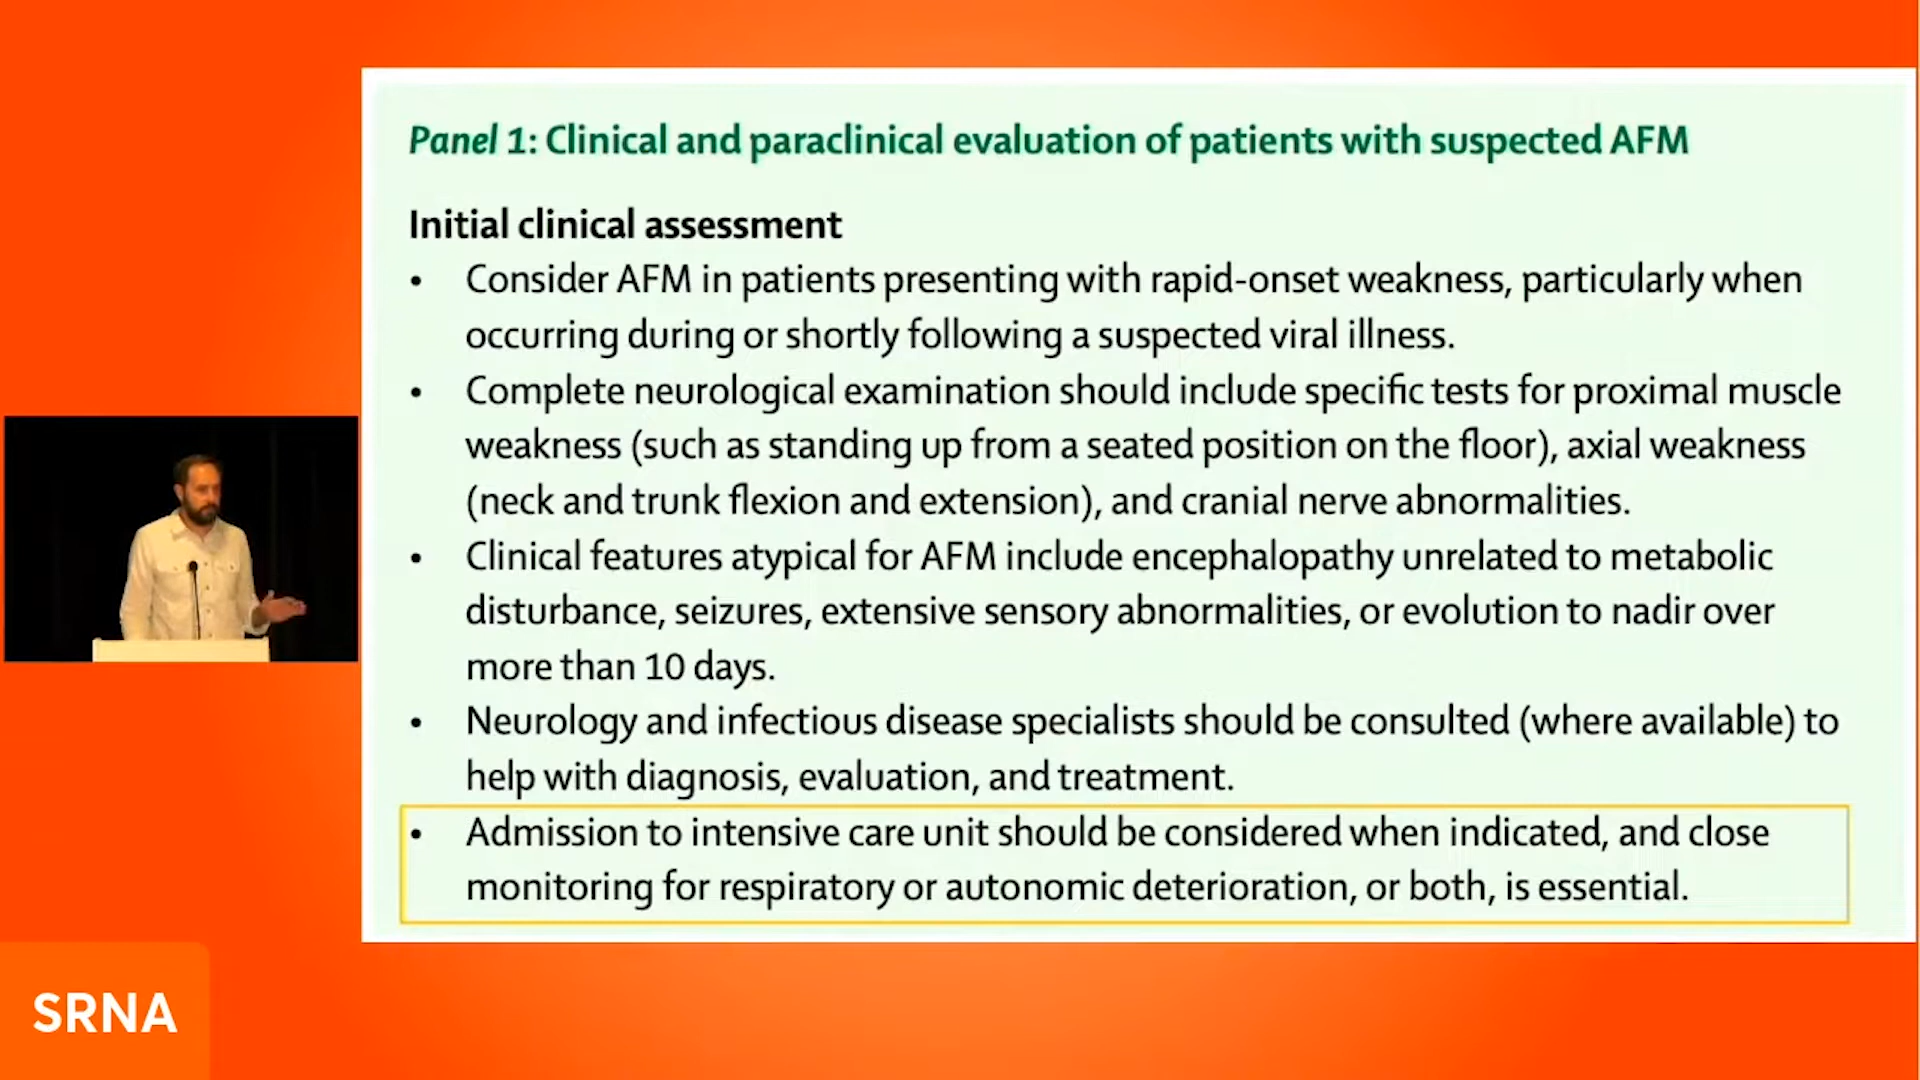 Panel 1: Clinical and paraclinical evaluation of patients with suspected AFM
Initial clinical assessment
• Consider AFM in patients presenting with rapid-onset weakness, particularly when
occurring during or shortly following a suspected viral illness.
• Complete neurological examination should include specific tests for proximal muscle
weakness (such as standing up from a seated position on the floor), axial weakness
(neck and trunk flexion and extension), and cranial nerve abnormalities.
• Clinical features atypical for AFM include encephalopathy unrelated to metabolic
disturbance, seizures, extensive sensory abnormalities, or evolution to nadir over
more than 10 days.
• Neurology and infectious disease specialists should be consulted (where available) to
help with diagnosis, evaluation, and treatment.
• Admission to intensive care unit should be considered when indicated, and close
monitoring for respiratory or autonomic deterioration, or both, is essential.
SRNA